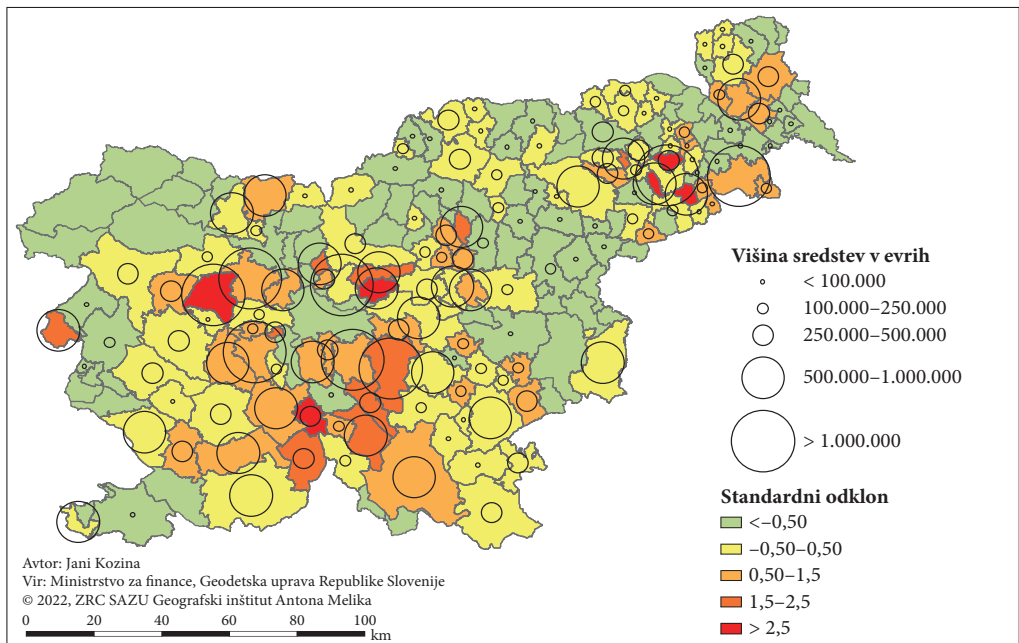 Višina sredstev v evrih
< 100.000
100.000–250.000
250.000–500.000
500.000–1.000.000
> 1.000.000
Standardni odklon
<–0,50
–0,50–0,50
0,50–1,5
1,5–2,5
> 2,5
Avtor: Jani Kozina
Vir: Ministrstvo za finance, Geodetska uprava Republike Slovenije
© 2022, ZRC SAZU Geografski inštitut Antona Melika
0 20 40 60 80 100
km